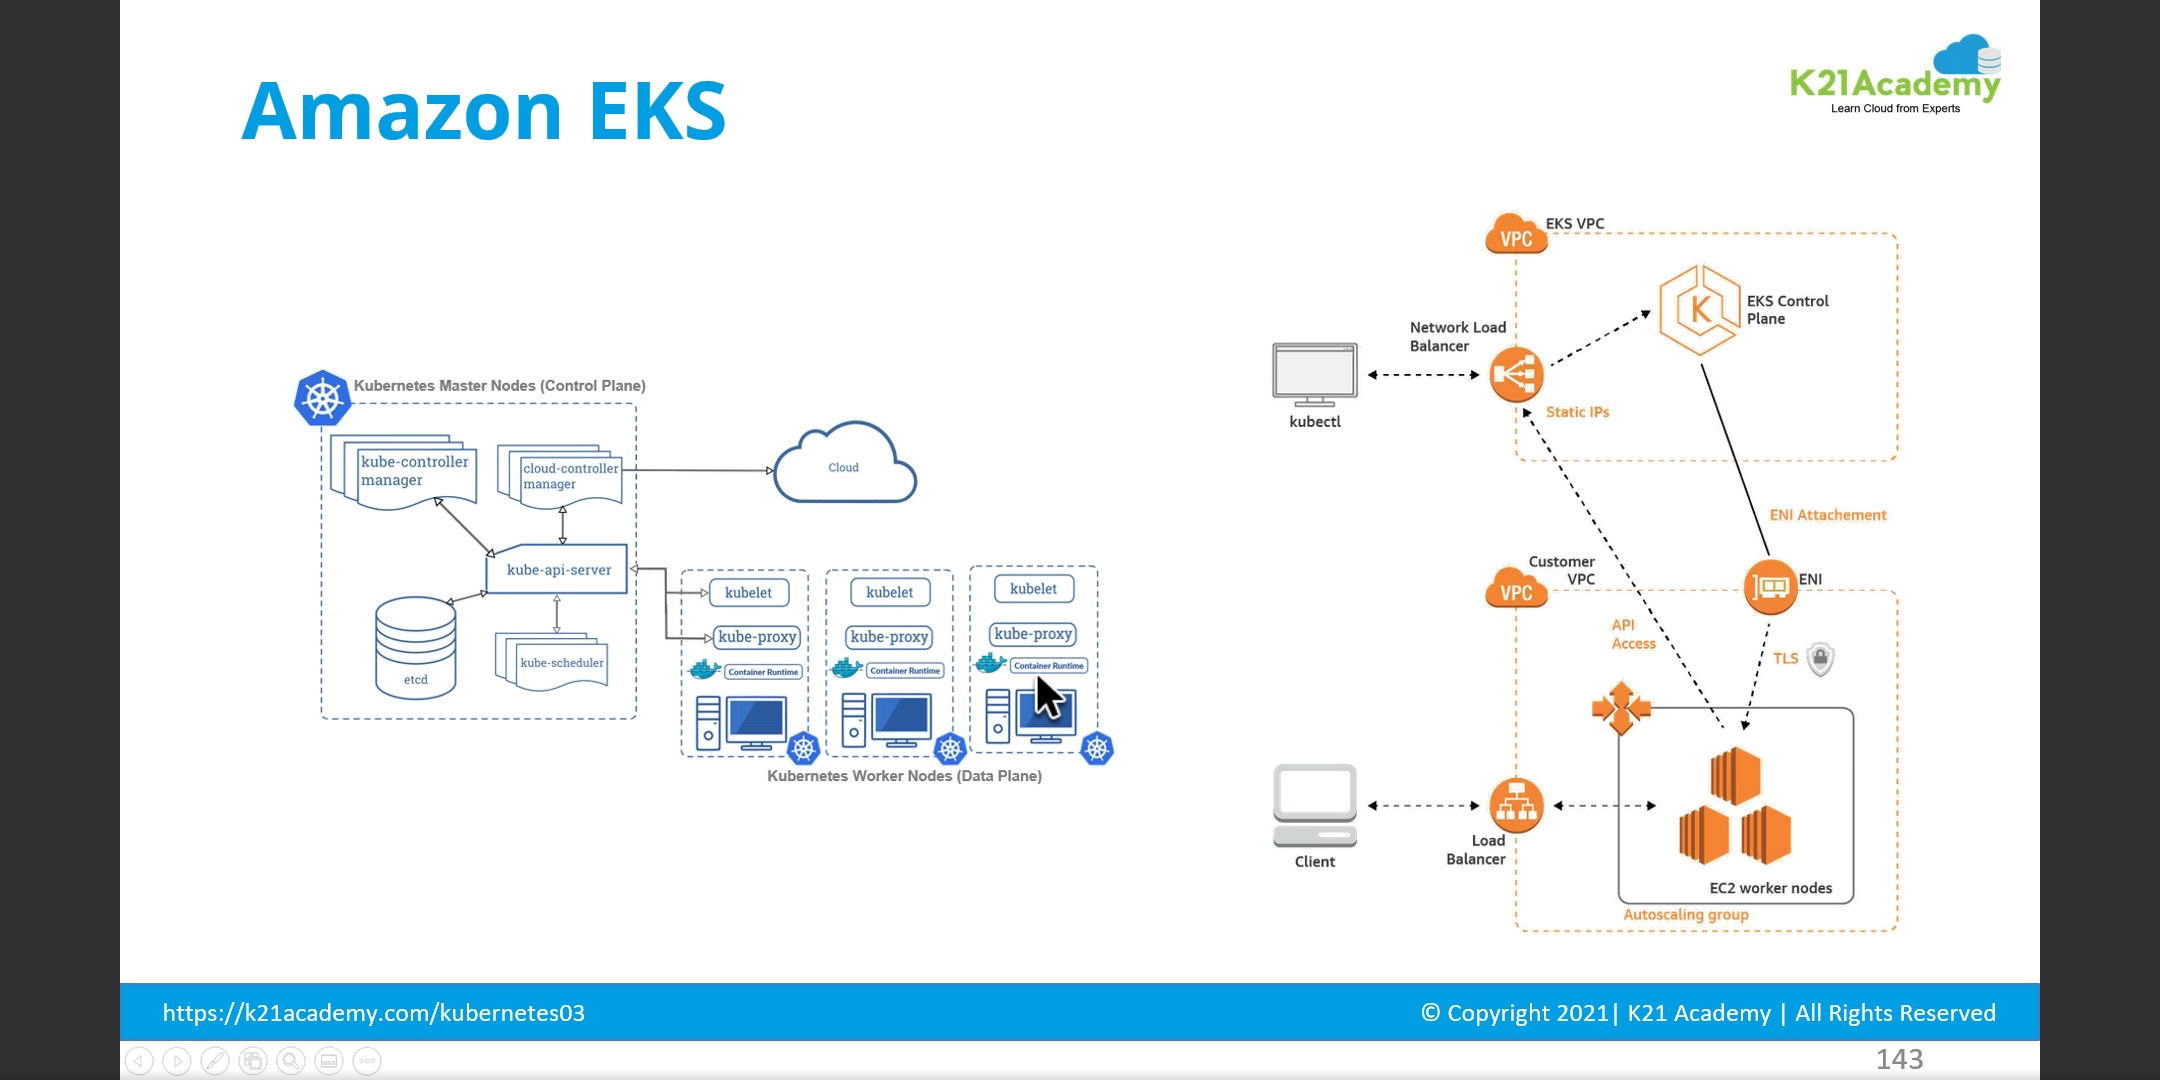 Amazon EKS
K21Academy
Learn Cloud from Experts
Kubernetes Master Nodes (Control Plane)
kube-controller
manager
cloud-controller
manager
Cloud
kube-api-server
etcd
kube-scheduler
kubelet
kube-proxy
Container Runtime
kubelet
kube-proxy
Container Runtime
kubelet
kube-proxy
Container Runtime
Kubernetes Worker Nodes (Data Plane)
VPC
EKS VPC
K
EKS Control
Plane
Network Load
Balancer
kubectl
Static IPs
ENI Attachement
Customer
VPC
VPC
ENI
API
Access
TLS
Client
Load
Balancer
EC2 worker nodes
Autoscaling group
https://k21academy.com/kubernetes03
© Copyright 2021| K21 Academy | All Rights Reserved
143